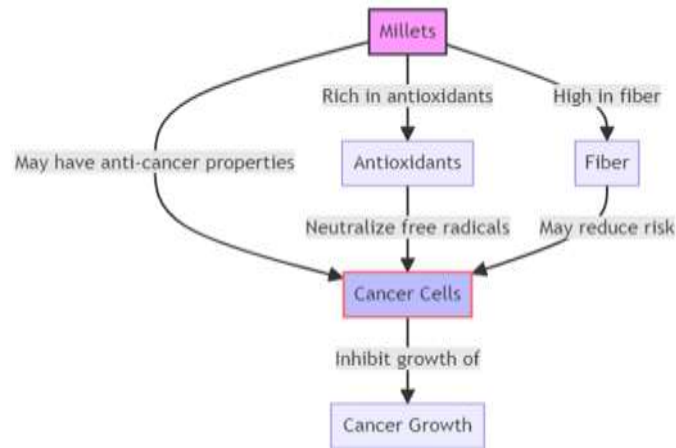 Millets
Rich in antioxidants
High in fiber
May have anti-cancer properties
Antioxidants
Fiber
Neutralize free radicals
May reduce risk
Cancer Cells
Inhibit growth of
Cancer Growth